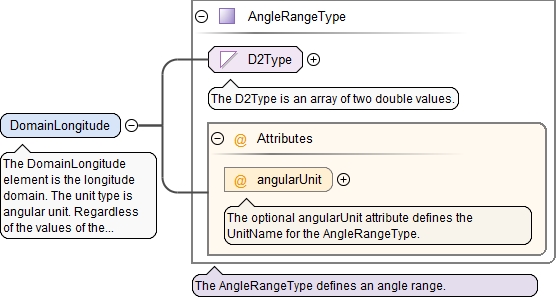 AngleRangeType
D2Type
The D2Type is an array of two double values.
DomainLongitude
The DomainLongitude
element is the longitude
domain. The unit type is
angular unit. Regardless
of the values of the...
@ Attributes
@ angularUnit
The optional angularUnit attribute defines the
UnitName for the AngleRangeType.
The AngleRangeType defines an angle range.